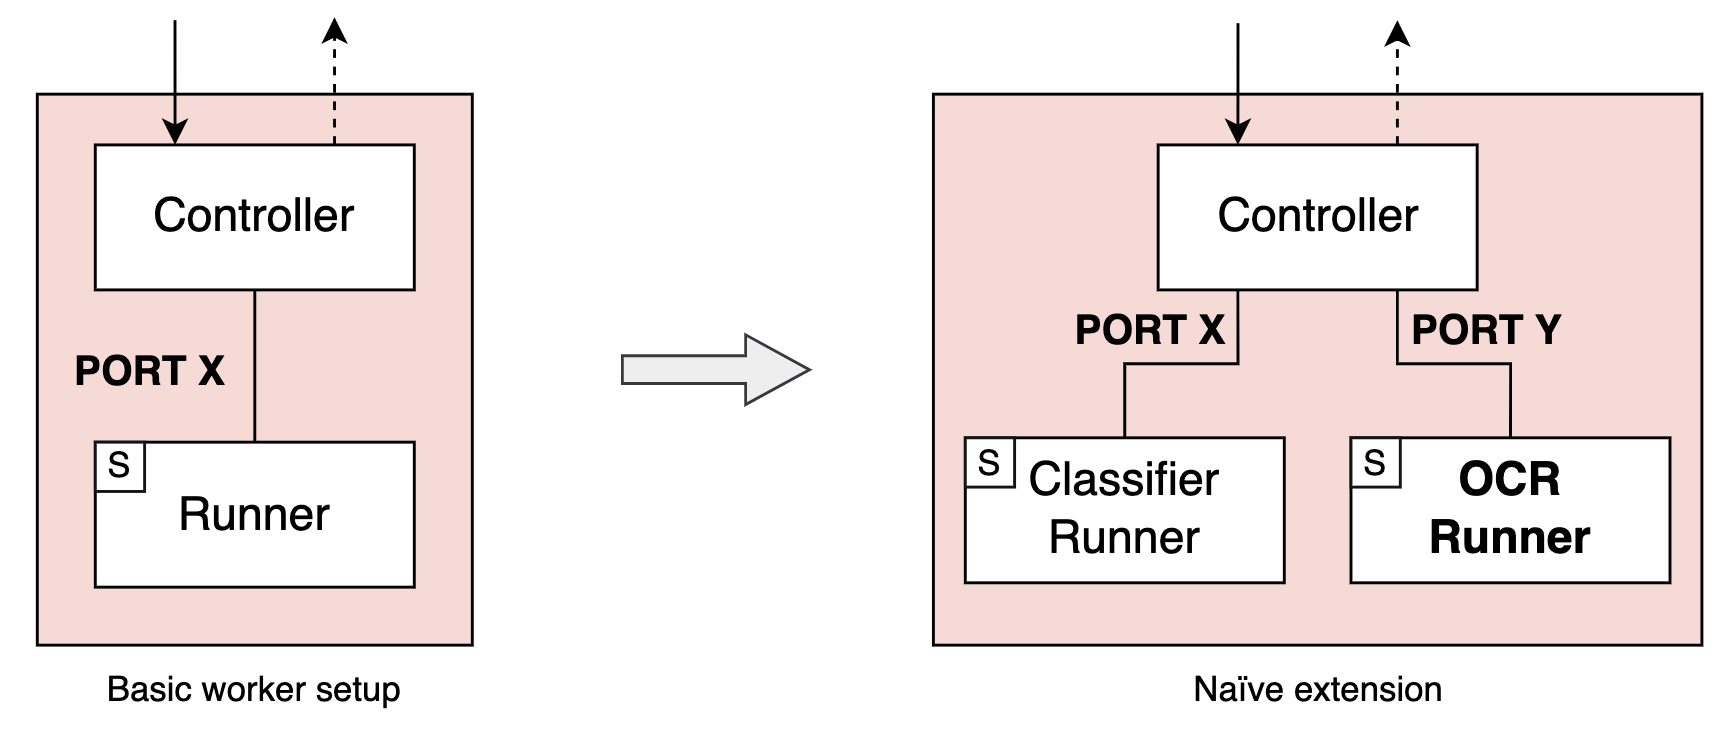 Controller
PORT X
S
Runner
Basic worker setup
Controller
PORT X
PORT Y
S
Classifier
Runner
S
OCR
Runner
Naïve extension